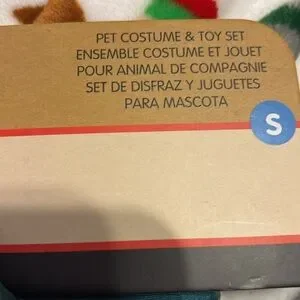 PET COSTUME & TOY SET
ENSEMBLE COSTUME ET JOUET
POUR ANIMAL DE COMPAGNIE
SET DE DISFRAZ Y JUGUETES
PARA MASCOTA
S